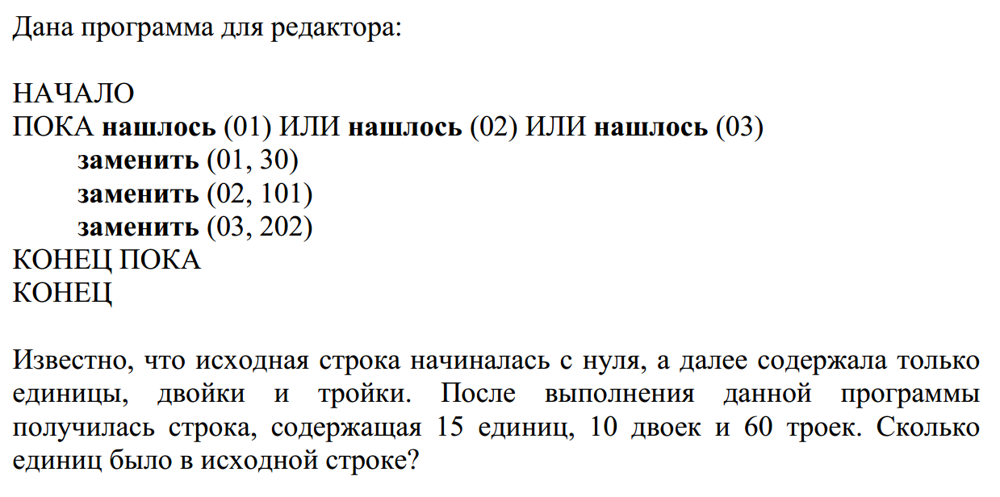 Дана программа для редактора:
НАЧАЛО
ПОКА нашлось (01) ИЛИ нашлось (02) ИЛИ нашлось (03)
заменить (01, 30)
заменить (02, 101)
заменить (03, 202)
КОНЕЦ ПОКА
КОНЕЦ
Известно, что исходная строка начиналась с нуля, а далее содержала только
единицы, двойки и тройки. После выполнения данной программы
получилась строка, содержащая 15 единиц, 10 двоек и 60 троек. Сколько
единиц было в исходной строке?